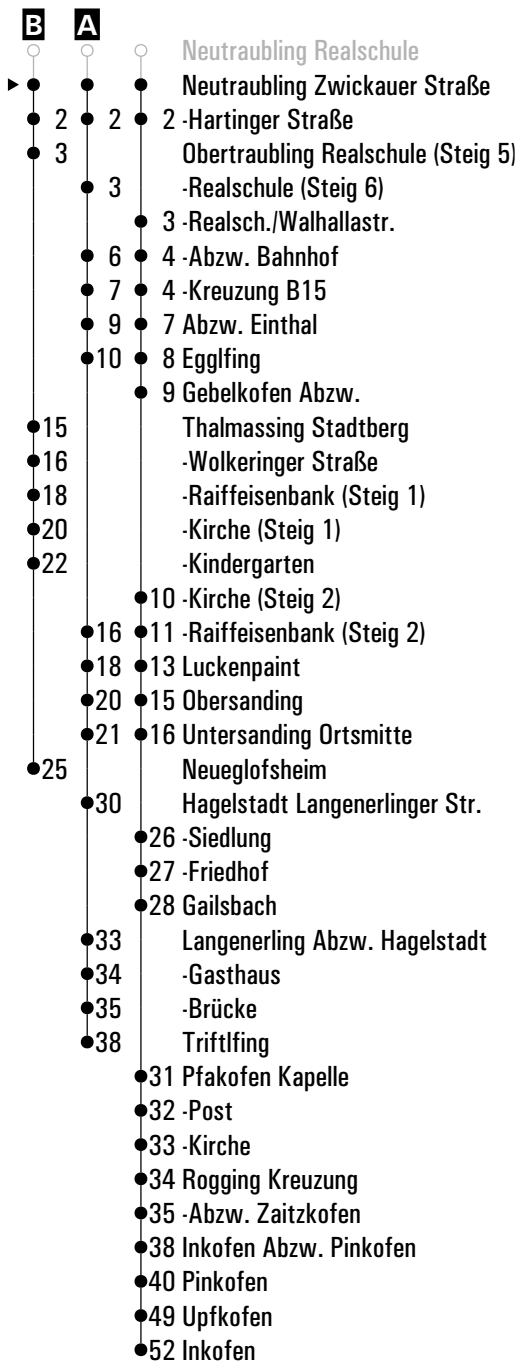 B A
Neutraubling Realschule
Neutraubling Zwickauer Straße
2 2 2 -Hartinger Straße
3 Obertraubling Realschule (Steig 5)
3 -Realschule (Steig 6)
3 -Realsch./Walhallastr.
6 4 -Abzw. Bahnhof
7 4 -Kreuzung B15
9 7 Abzw. Einthal
10 8 Egglfing
9 Gebelkofen Abzw.
15 Thalmassing Stadtberg
16 -Wolkeringer Straße
18 -Raiffeisenbank (Steig 1)
20 -Kirche (Steig 1)
22 -Kindergarten
10 -Kirche (Steig 2)
16 11 -Raiffeisenbank (Steig 2)
18 13 Luckenpaint
20 15 Obersanding
21 16 Untersanding Ortsmitte
25 Neueglofsheim
30 Hagelstadt Langenerlinger Str.
26 -Siedlung
27 -Friedhof
28 Gailsbach
33 Langenerling Abzw. Hagelstadt
34 -Gasthaus
35 -Brücke
38 Triftlfing
31 Pfakofen Kapelle
32 -Post
33 -Kirche
34 Rogging Kreuzung
35 -Abzw. Zaitzkofen
38 Inkofen Abzw. Pinkofen
40 Pinkofen
49 Upfkofen
52 Inkofen